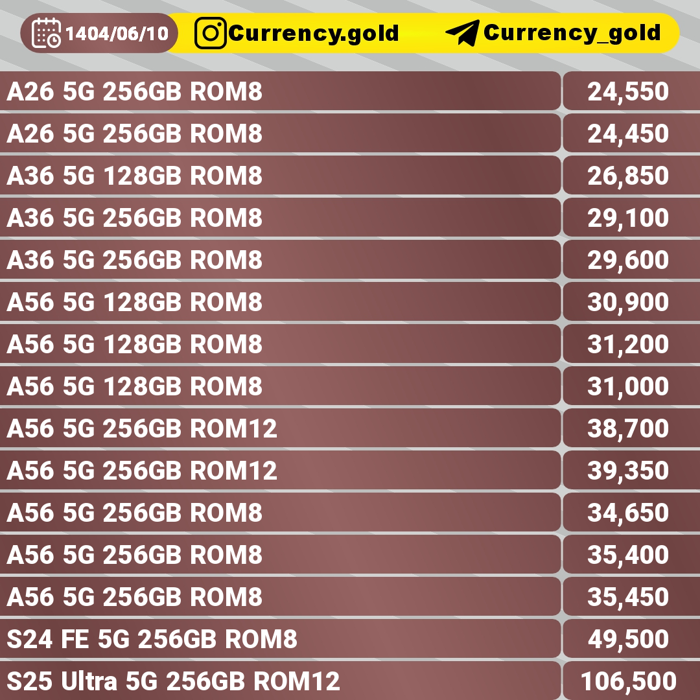 1404/06/10 Currency.gold Currency_gold
A26 5G 256GB ROM8 24,550
A26 5G 256GB ROM8 24,450
A36 5G 128GB ROM8 26,850
A36 5G 256GB ROM8 29,100
A36 5G 256GB ROM8 29,600
A56 5G 128GB ROM8 30,900
A56 5G 128GB ROM8 31,200
A56 5G 128GB ROM8 31,000
A56 5G 256GB ROM12 38,700
A56 5G 256GB ROM12 39,350
A56 5G 256GB ROM8 34,650
A56 5G 256GB ROM8 35,400
A56 5G 256GB ROM8 35,450
S24 FE 5G 256GB ROM8 49,500
S25 Ultra 5G 256GB ROM12 106,500